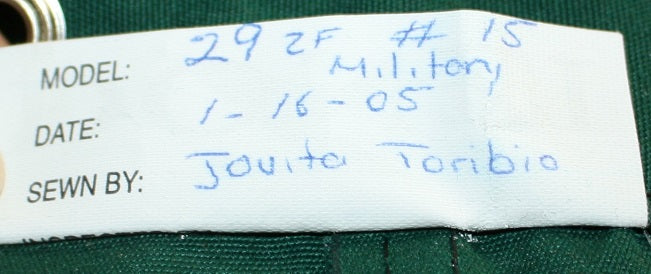 MODEL: 29 ZF # 15
Military
DATE: 1-16-05
SEWN BY: Jovita Toribio